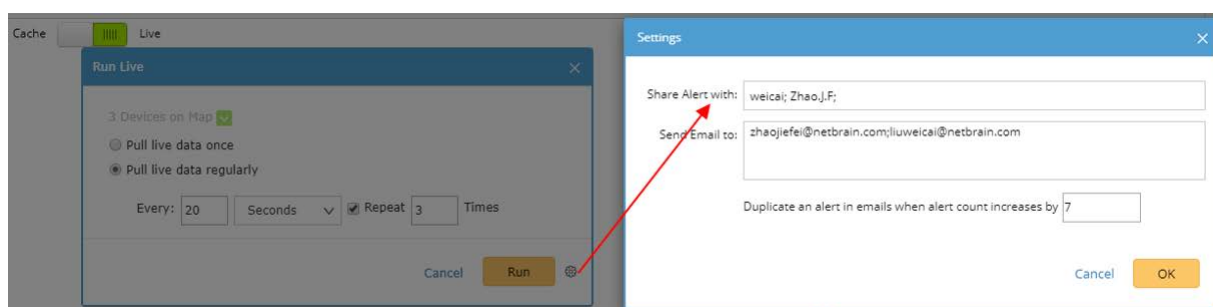 Cache Live
Run Live
3 Devices on Map
Pull live data once
Pull live data regularly
Every: 20 Seconds Repeat 3 Times
Cancel Run
Settings
Share Alert with: weicai; Zhao.J.F;
Send Email to: zhaojiefei@netbrain.com;liuweicai@netbrain.com
Duplicate an alert in emails when alert count increases by 7
Cancel OK